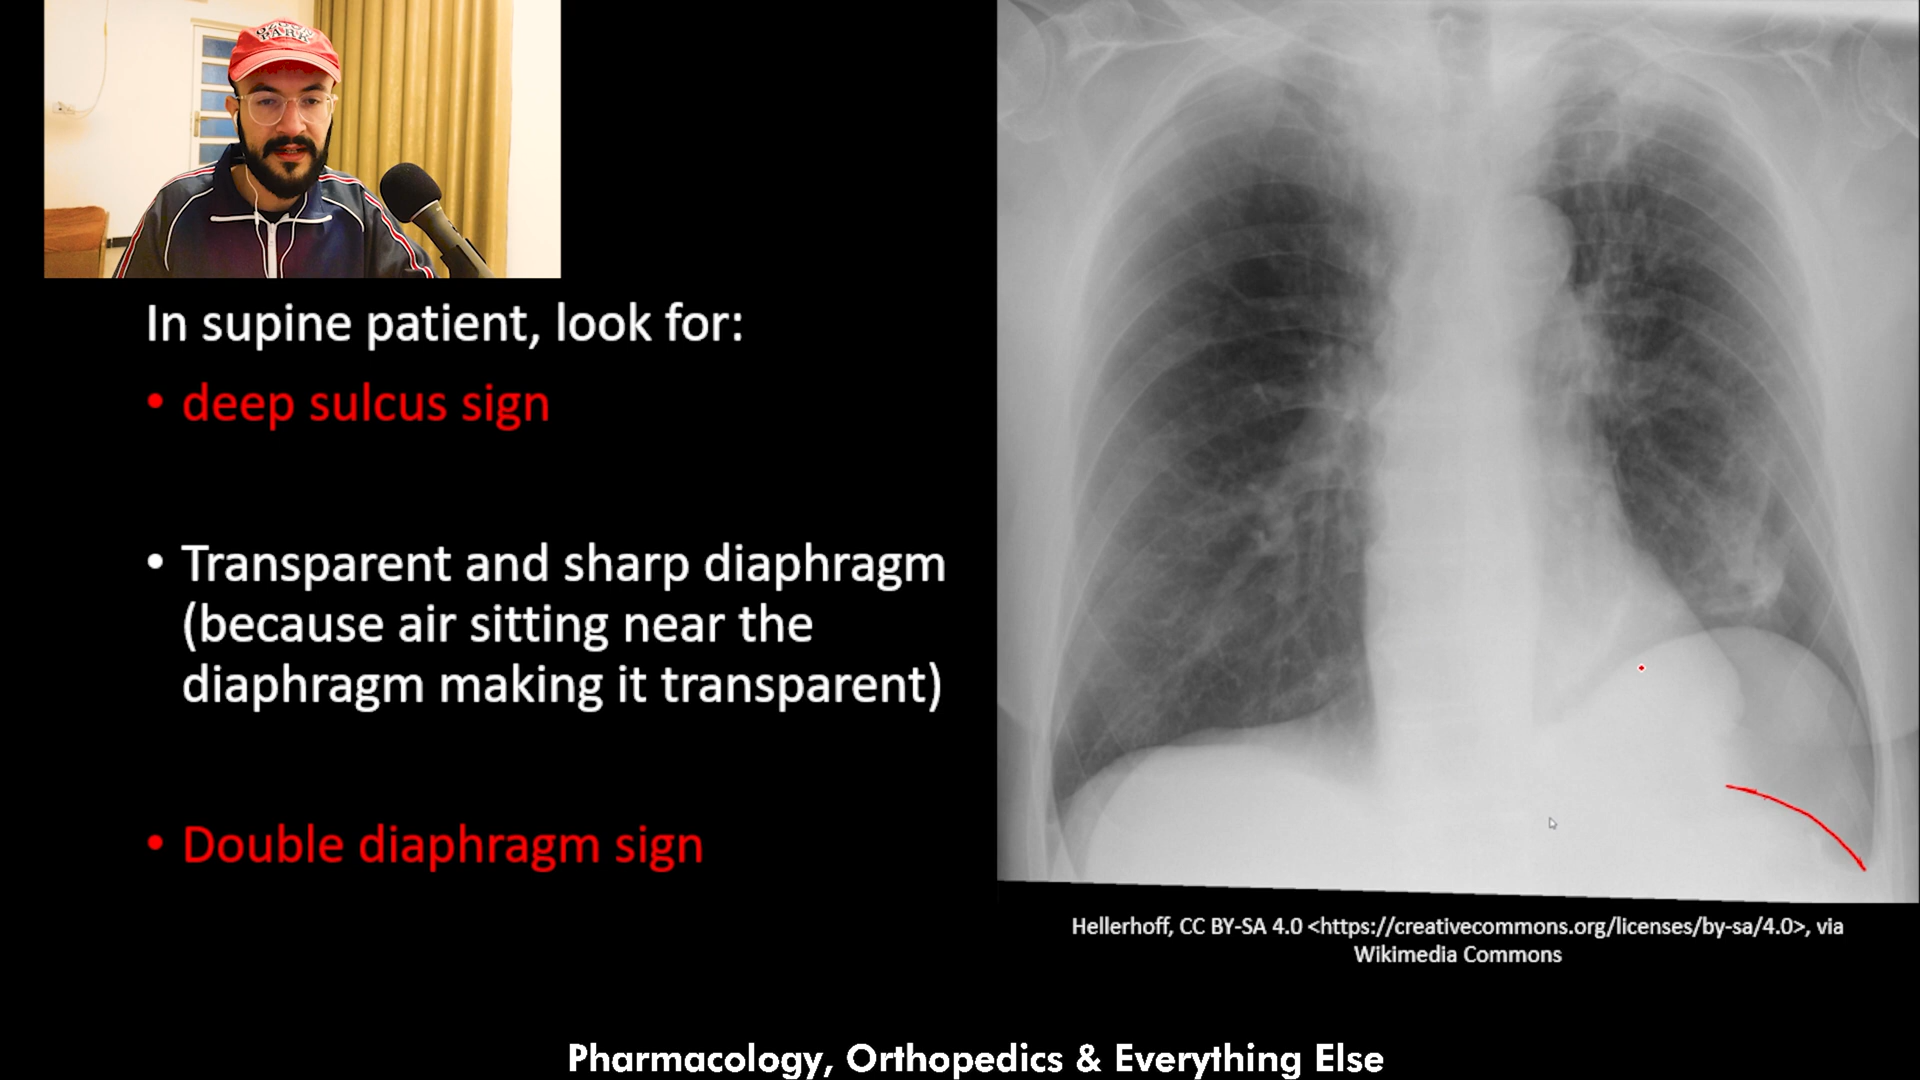 In supine patient, look for:
• deep sulcus sign
• Transparent and sharp diaphragm
(because air sitting near the
diaphragm making it transparent)
• Double diaphragm sign
Hellerhoff, CC BY-SA 4.0 <https://creativecommons.org/licenses/by-sa/4.0>, via
Wikimedia Commons
Pharmacology, Orthopedics & Everything Else